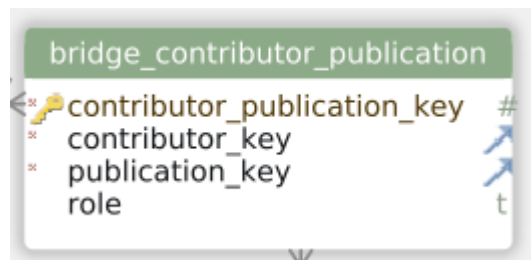 bridge_contributor_publication
contributor_publication_key #
contributor_key
publication_key
role t